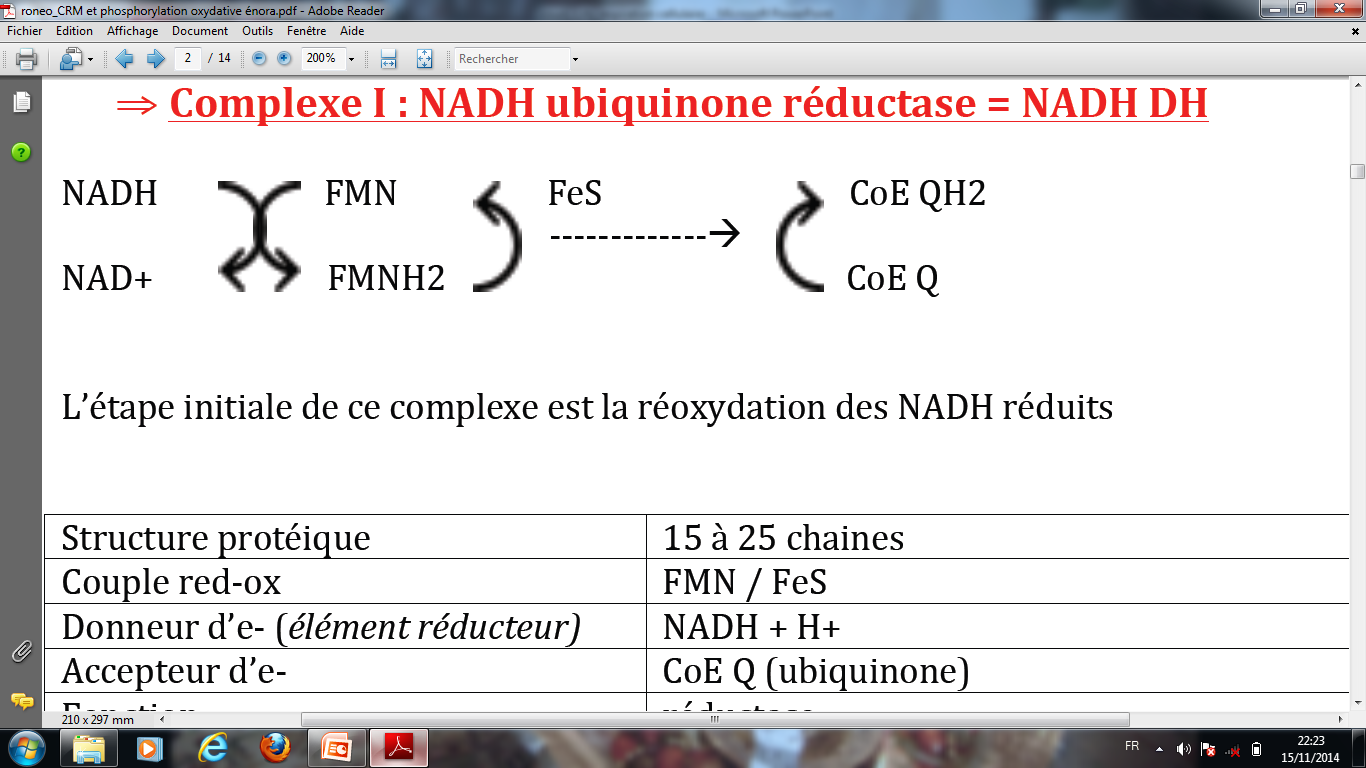 roneo_CRM et phosphorylation oxydative énora.pdf - Adobe Reader
Fichier Edition Affichage Document Outils Fenêtre Aide
2 / 14 200% Rechercher
⇒ Complexe I : NADH ubiquinone réductase = NADH DH
NADH FMN FeS CoE QH2
-------------→
NAD+ FMNH2 CoE Q
L’étape initiale de ce complexe est la réoxydation des NADH réduits
Structure protéique 15 à 25 chaines
Couple red-ox FMN / FeS
Donneur d’e- (élément réducteur) NADH + H+
Accepteur d’e- CoE Q (ubiquinone)
Fonction réductase
210 x 297 mm
FR 22:23
15/11/2014